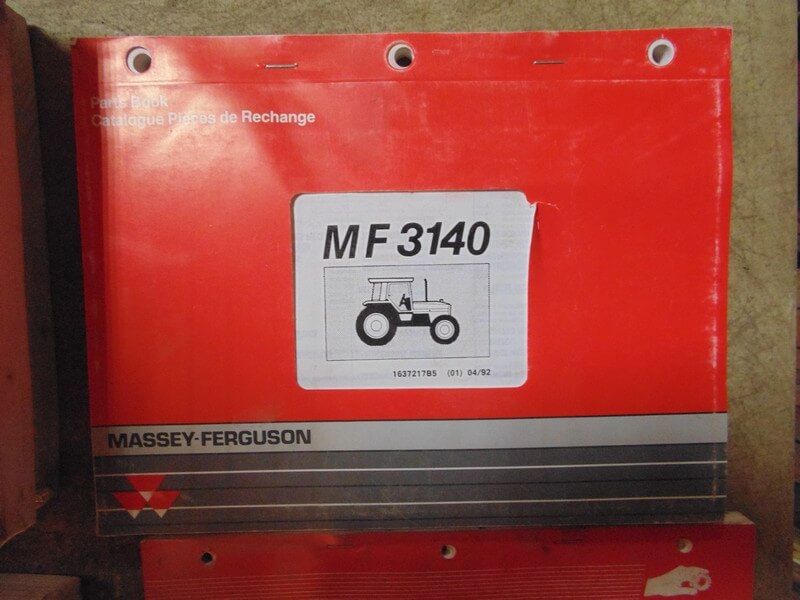 Parts Book
Catalogue Pièces de Rechange
MF 3140
1637217B5 (01) 04/92
MASSEY-FERGUSON